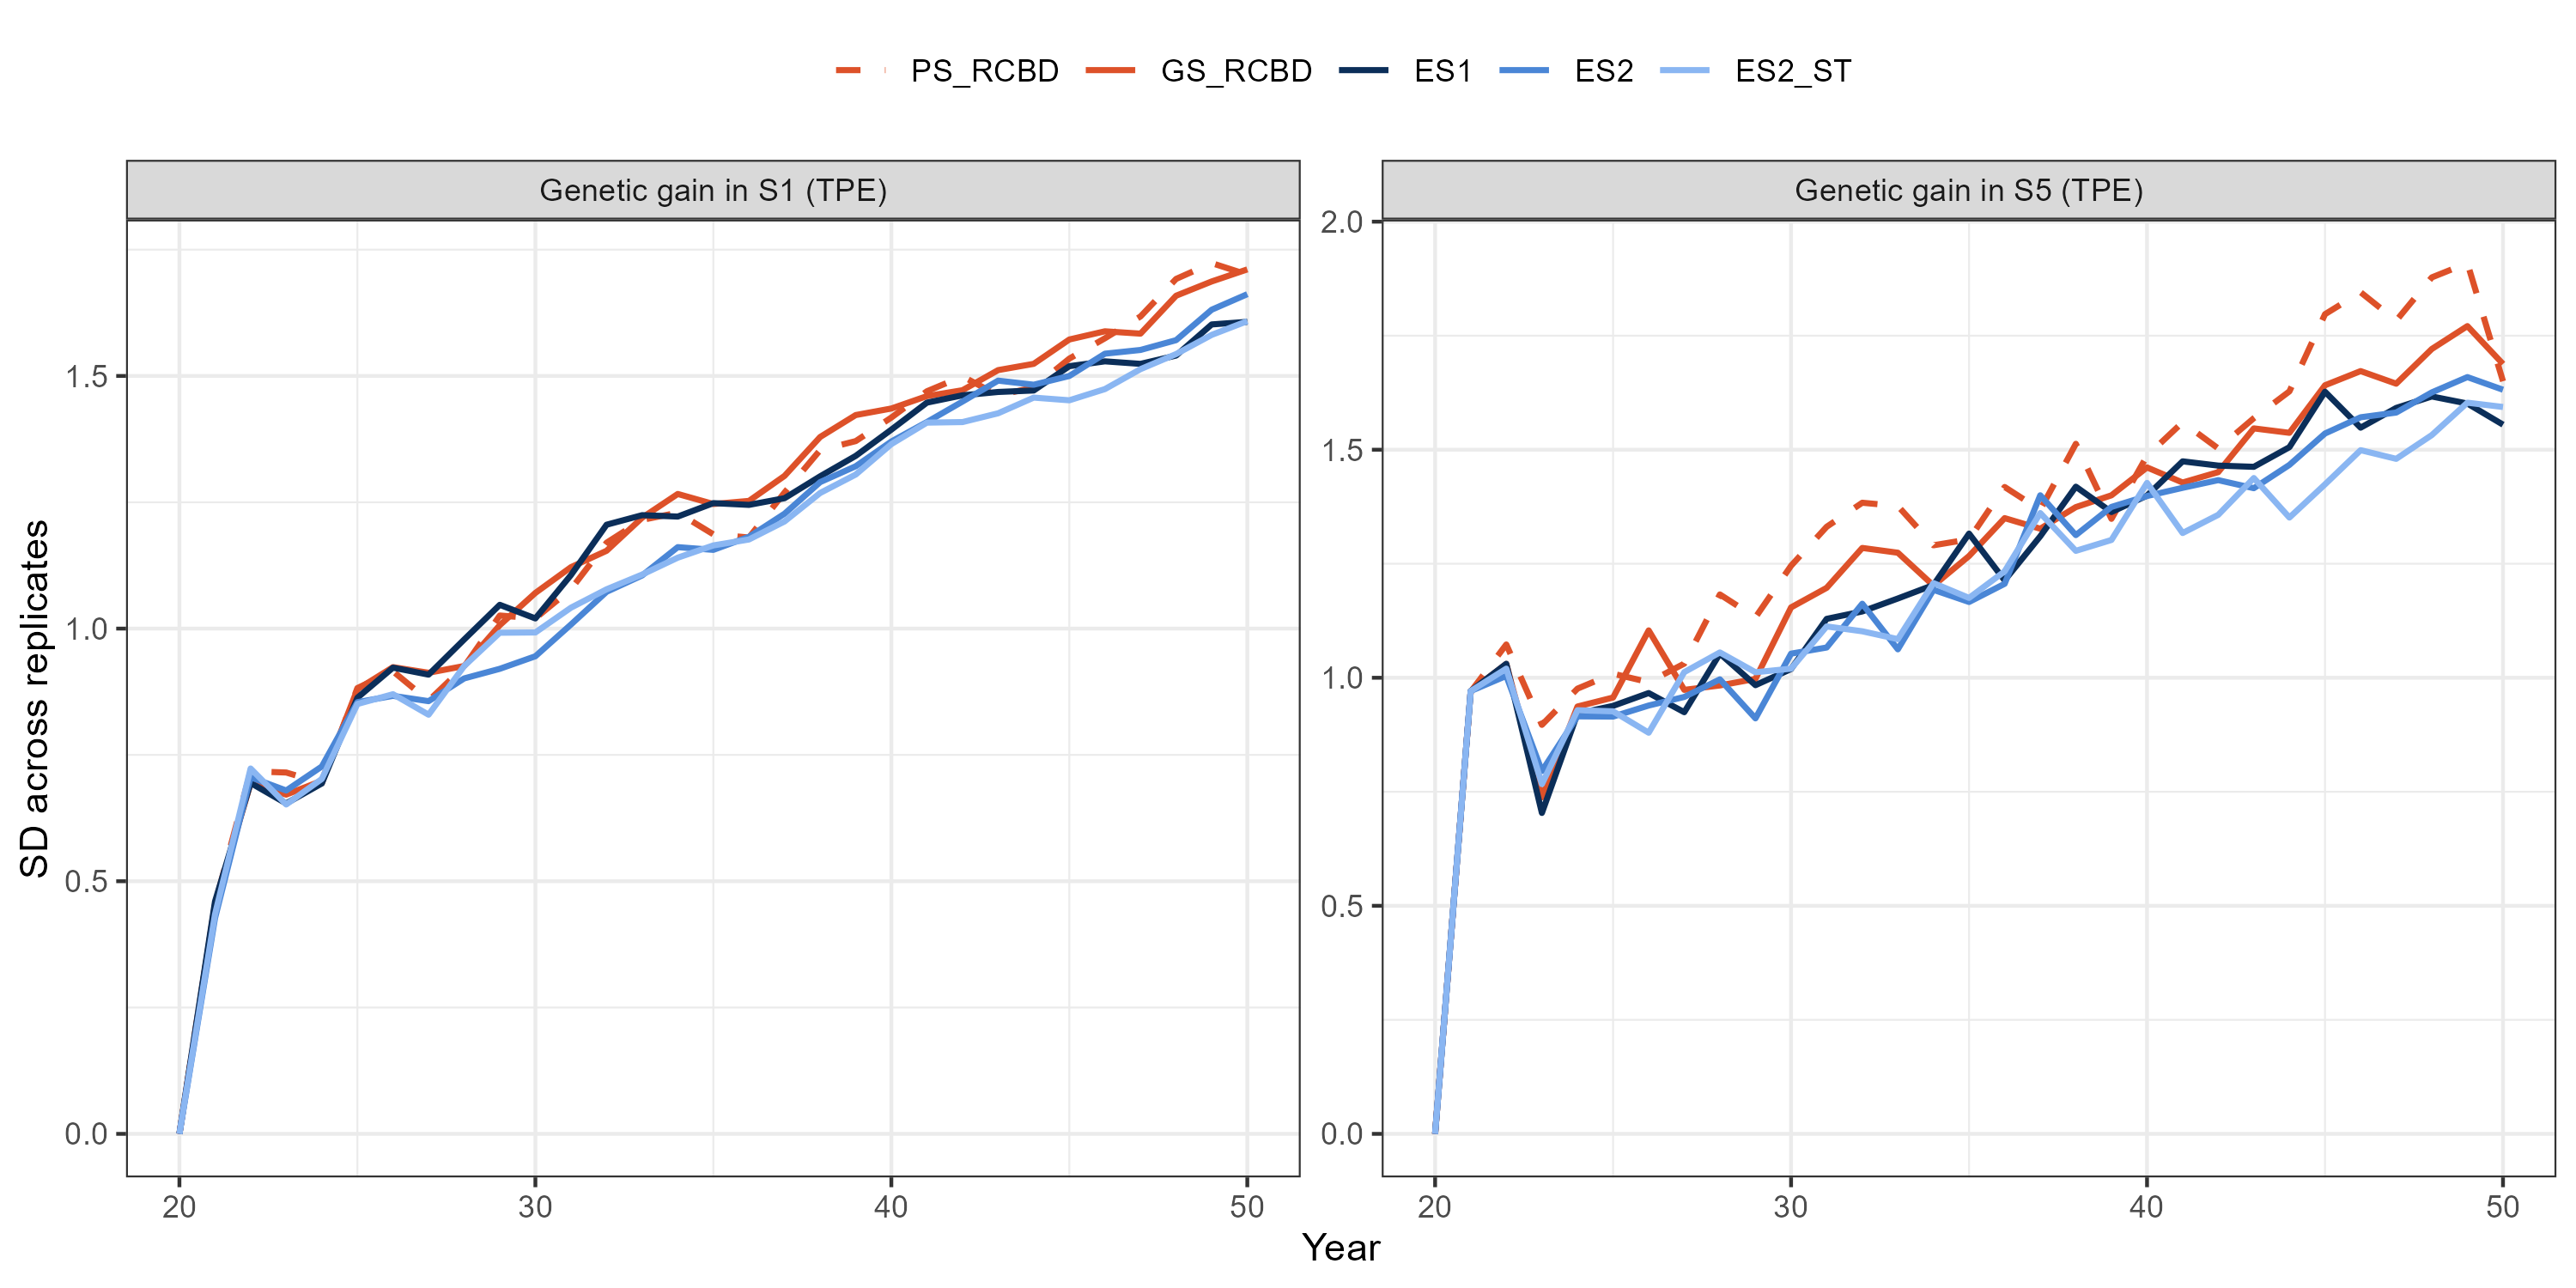 PS_RCBD GS_RCBD ES1 ES2 ES2_ST
Genetic gain in S1 (TPE)
Genetic gain in S5 (TPE)
SD across replicates
1.5
1.0
0.5
0.0
2.0
1.5
1.0
0.5
0.0
20 30 40 50
20 30 40 50
Year